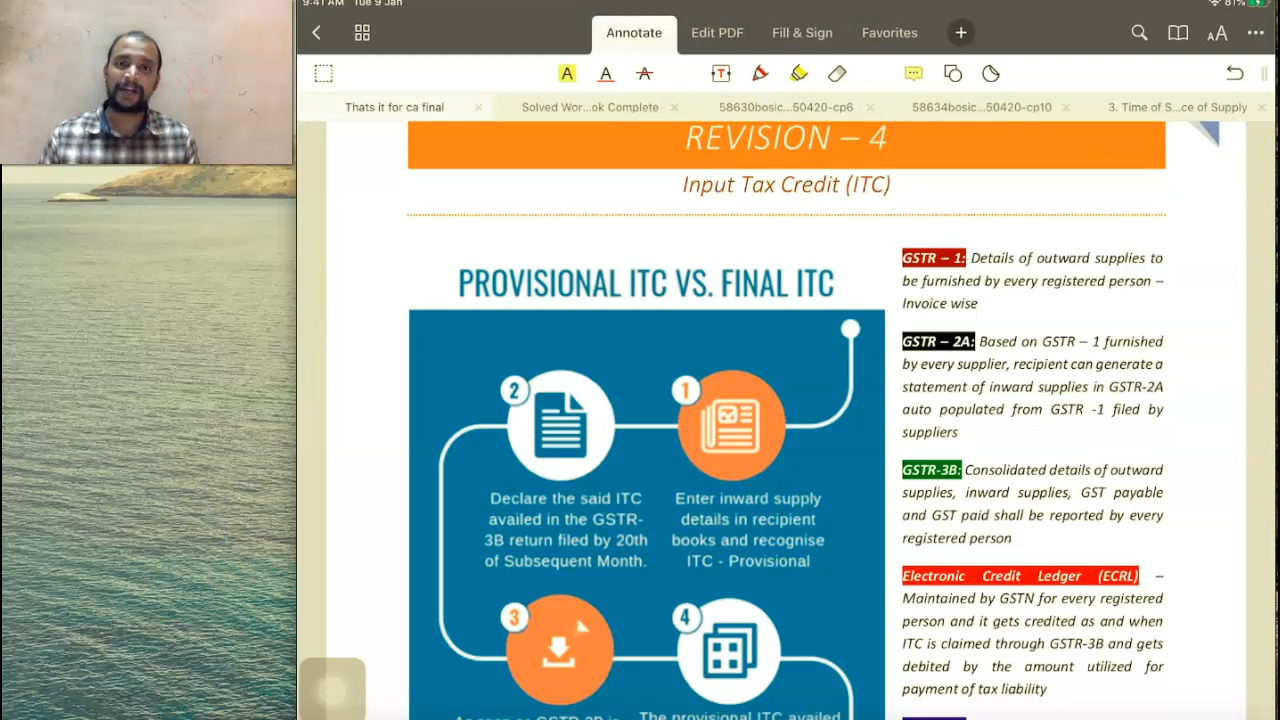 9:41 AM Tue 9 Jan
81%
Annotate Edit PDF Fill & Sign Favorites
AA
A A A T
Thats it for ca final
Solved Wor...ok Complete
58630bosic...50420-cp6
58634bosic...50420-cp10
3. Time of S...ce of Supply
REVISION – 4
Input Tax Credit (ITC)
PROVISIONAL ITC VS. FINAL ITC
2
Declare the said ITC
availed in the GSTR-
3B return filed by 20th
of Subsequent Month.
1
Enter inward supply
details in recipient
books and recognise
ITC - Provisional
3
4
The provisional ITC availed
GSTR – 1: Details of outward supplies to
be furnished by every registered person –
Invoice wise
GSTR – 2A: Based on GSTR – 1 furnished
by every supplier, recipient can generate a
statement of inward supplies in GSTR-2A
auto populated from GSTR -1 filed by
suppliers
GSTR-3B: Consolidated details of outward
supplies, inward supplies, GST payable
and GST paid shall be reported by every
registered person
Electronic Credit Ledger (ECRL) –
Maintained by GSTN for every registered
person and it gets credited as and when
ITC is claimed through GSTR-3B and gets
debited by the amount utilized for
payment of tax liability